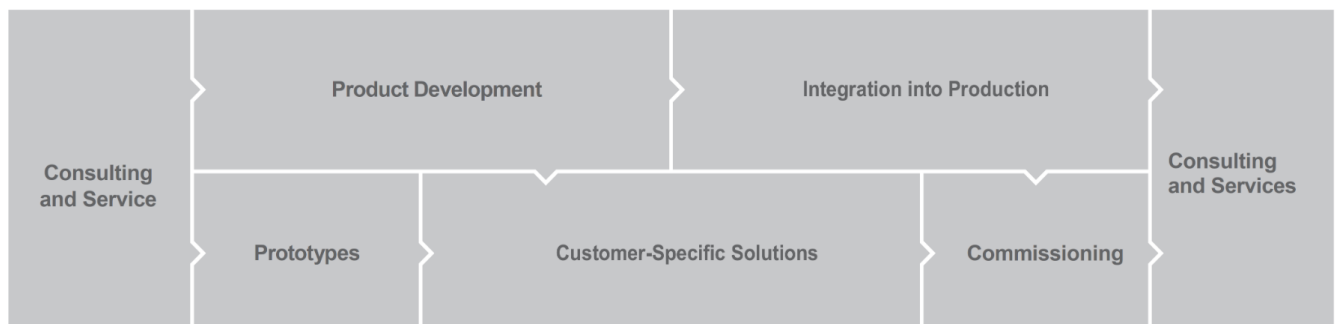 Consulting
and Service
Product Development
Integration into Production
Prototypes
Customer-Specific Solutions
Commissioning
Consulting
and Services